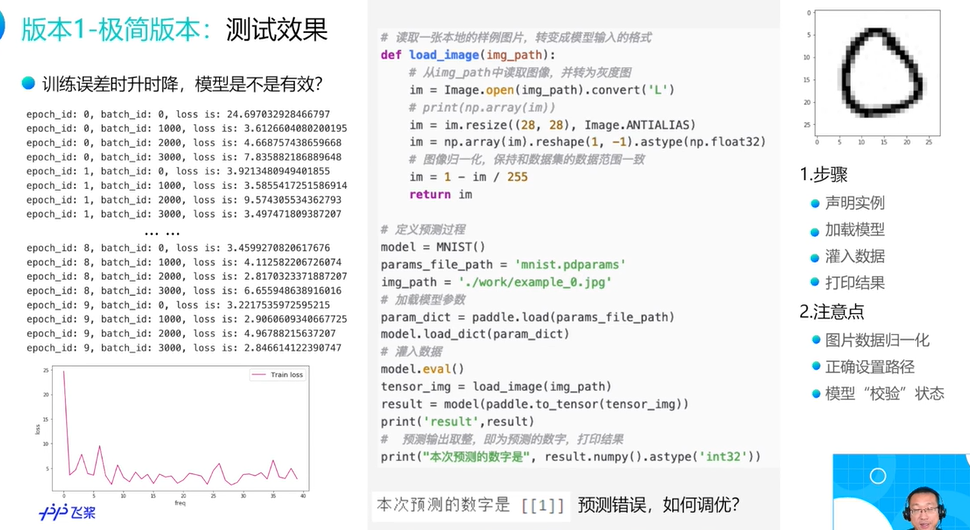 版本1-极简版本：测试效果
训练误差时升时降，模型是不是有效？
epoch_id: 0, batch_id: 0, loss is: 24.697032928466797
epoch_id: 0, batch_id: 1000, loss is: 3.6126604080200195
epoch_id: 0, batch_id: 2000, loss is: 4.668757438659668
epoch_id: 0, batch_id: 3000, loss is: 7.835882186889648
epoch_id: 1, batch_id: 0, loss is: 3.9213480949401855
epoch_id: 1, batch_id: 1000, loss is: 3.5855417251586914
epoch_id: 1, batch_id: 2000, loss is: 9.574305534362793
epoch_id: 1, batch_id: 3000, loss is: 3.497471809387207
... ...
epoch_id: 8, batch_id: 0, loss is: 3.4599270820617676
epoch_id: 8, batch_id: 1000, loss is: 4.112582206726074
epoch_id: 8, batch_id: 2000, loss is: 2.8170323371887207
epoch_id: 8, batch_id: 3000, loss is: 6.655948638916016
epoch_id: 9, batch_id: 0, loss is: 3.2217535972595215
epoch_id: 9, batch_id: 1000, loss is: 2.9060609340667725
epoch_id: 9, batch_id: 2000, loss is: 4.96788215637207
epoch_id: 9, batch_id: 3000, loss is: 2.846614122390747
Train loss
25
20
15
10
5
loss
0 5 10 15 20 25 30 35 40
freq
飞桨
# 读取一张本地的样例图片，转变成模型输入的格式
def load_image(img_path):
# 从img_path中读取图像，并转为灰度图
im = Image.open(img_path).convert('L')
# print(np.array(im))
im = im.resize((28, 28), Image.ANTIALIAS)
im = np.array(im).reshape(1, -1).astype(np.float32)
# 图像归一化，保持和数据集的数据范围一致
im = 1 - im / 255
return im
# 定义预测过程
model = MNIST()
params_file_path = 'mnist.pdparams'
img_path = './work/example_0.jpg'
# 加载模型参数
param_dict = paddle.load(params_file_path)
model.load_dict(param_dict)
# 灌入数据
model.eval()
tensor_img = load_image(img_path)
result = model(paddle.to_tensor(tensor_img))
print('result',result)
# 预测输出取整，即为预测的数字，打印结果
print("本次预测的数字是", result.numpy().astype('int32'))
本次预测的数字是 [[1]] 预测错误，如何调优？
0
5
10
15
20
25
0 5 10 15 20 25
1.步骤
声明实例
加载模型
灌入数据
打印结果
2.注意点
图片数据归一化
正确设置路径
模型“校验”状态